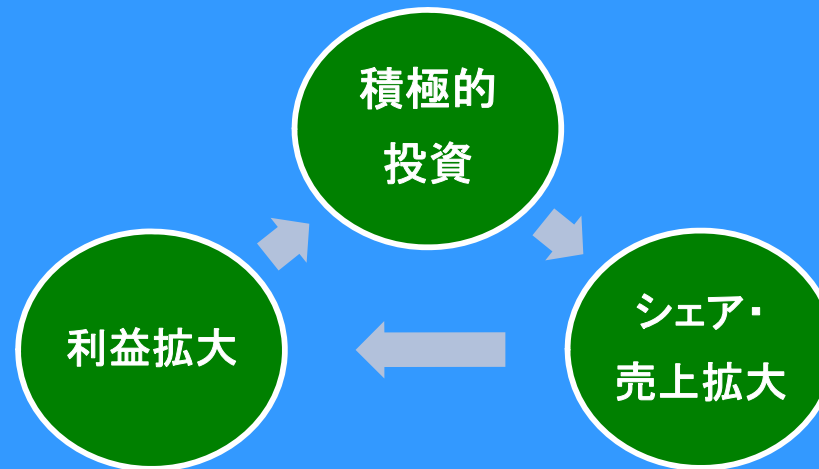 積極的
投資
シェア・
売上拡大
利益拡大